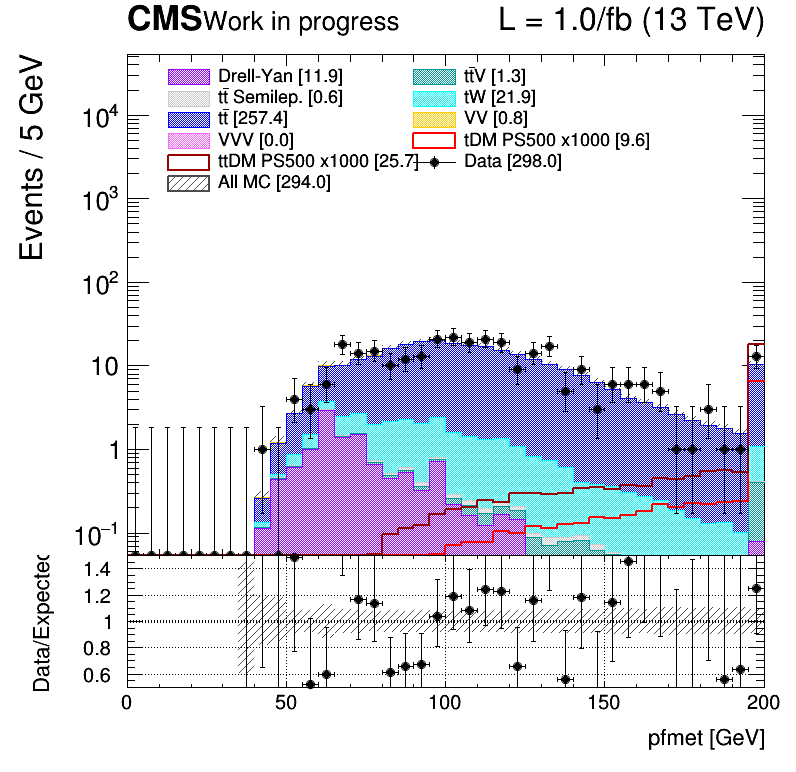 CMS Work in progress L = 1.0/fb (13 TeV)
Events / 5 GeV
Drell-Yan [11.9] tt̄V [1.3]
tt̄ Semilep. [0.6] tW [21.9]
tt̄ [257.4] VV [0.8]
VVV [0.0] tDM PS500 x1000 [9.6]
ttDM PS500 x1000 [25.7] Data [298.0]
All MC [294.0]
10⁴
10³
10²
10
1
10⁻¹
Data/Expected
1.4
1.2
1
0.8
0.6
0 50 100 150 200
pfmet [GeV]